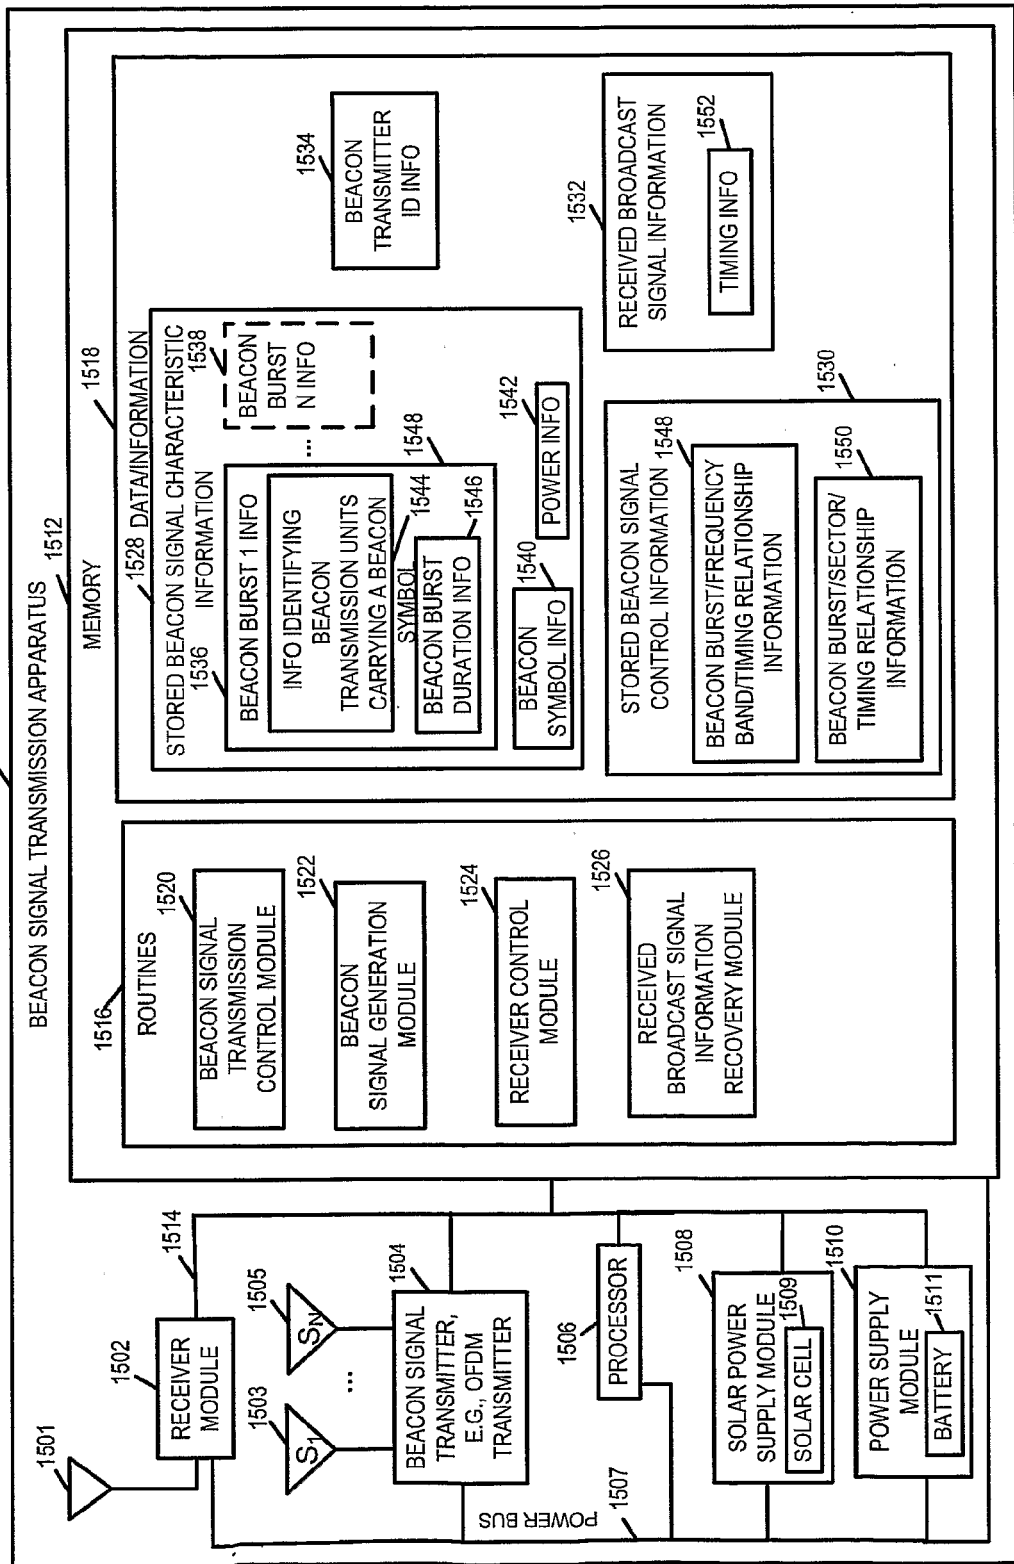 BEACON SIGNAL TRANSMISSION APPARATUS
1501
1502
RECEIVER
MODULE
1514
1503
S1
...
1505
SN
1504
BEACON SIGNAL
TRANSMITTER,
E.G., OFDM
TRANSMITTER
POWER BUS
1507
1506
PROCESSOR
1508
SOLAR POWER
SUPPLY MODULE
1509
SOLAR CELL
1510
POWER SUPPLY
MODULE
1511
BATTERY
1512
MEMORY
1516
ROUTINES
1520
BEACON SIGNAL
TRANSMISSION
CONTROL MODULE
1522
BEACON
SIGNAL GENERATION
MODULE
1524
RECEIVER CONTROL
MODULE
1526
RECEIVED
BROADCAST SIGNAL
INFORMATION
RECOVERY MODULE
1518
1528 DATA/INFORMATION
STORED BEACON SIGNAL CHARACTERISTIC
INFORMATION
1536
BEACON BURST 1 INFO
1548
INFO IDENTIFYING
BEACON
TRANSMISSION UNITS
CARRYING A BEACON
SYMBOL
1544
BEACON BURST
DURATION INFO
1546
...
1538
BEACON
BURST
N INFO
1540
BEACON
SYMBOL INFO
1542
POWER INFO
1534
BEACON
TRANSMITTER
ID INFO
1530
STORED BEACON SIGNAL
CONTROL INFORMATION
1548
BEACON BURST/FREQUENCY
BAND/TIMING RELATIONSHIP
INFORMATION
1550
BEACON BURST/SECTOR/
TIMING RELATIONSHIP
INFORMATION
1532
RECEIVED BROADCAST
SIGNAL INFORMATION
1552
TIMING INFO